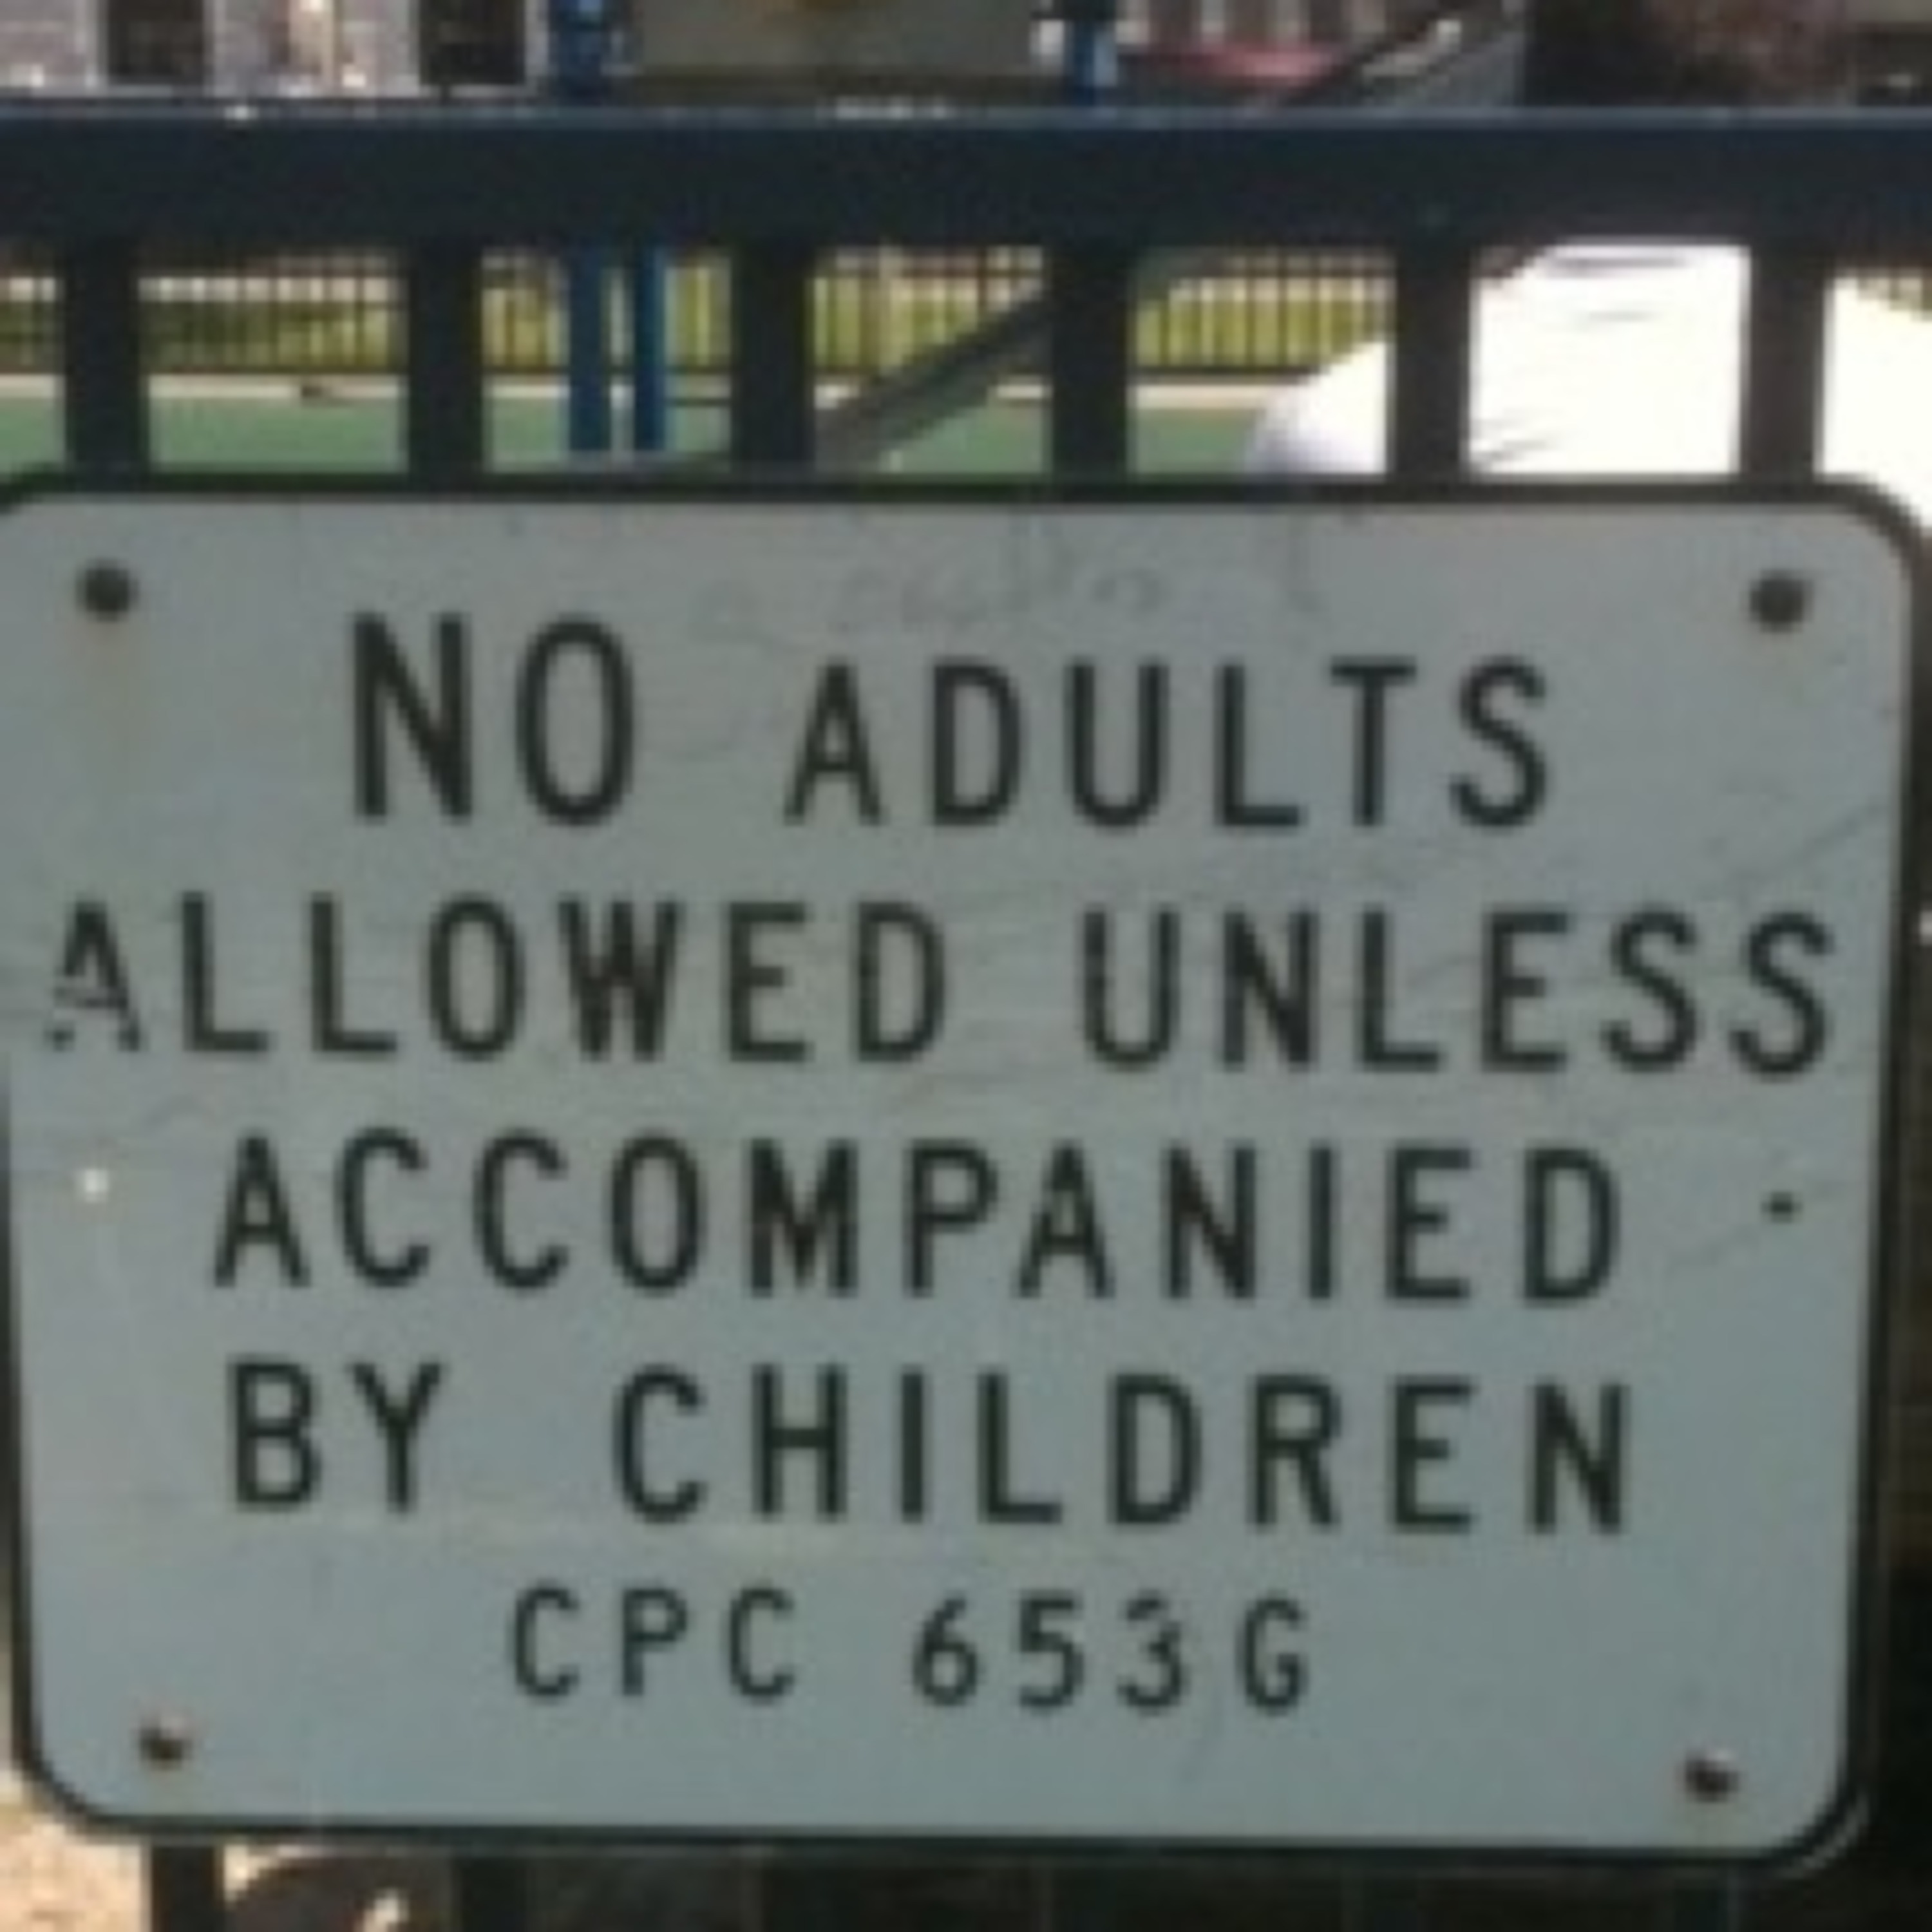 NO ADULTS
ALLOWED UNLESS
ACCOMPANIED
BY CHILDREN
CPC 653G